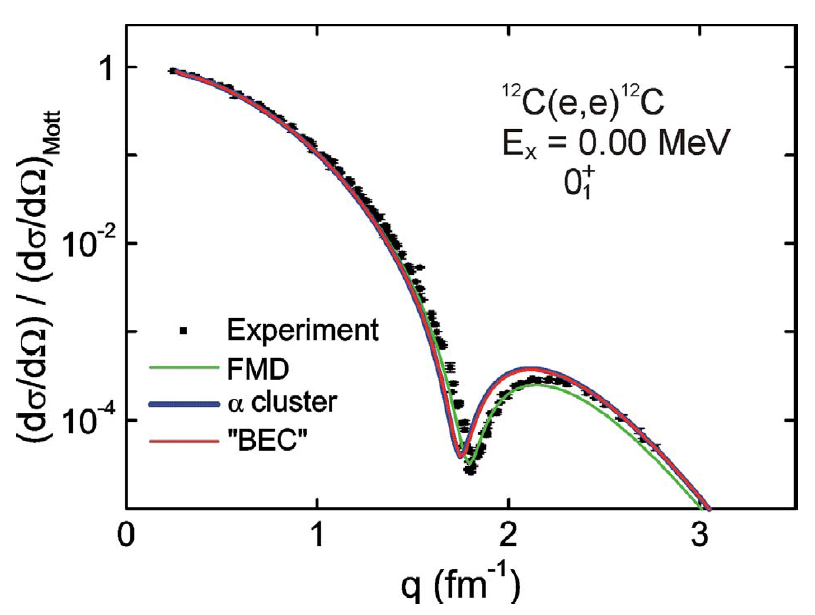 1
10⁻²
10⁻⁴
(dσ/dΩ) / (dσ/dΩ)Mott
¹²C(e,e)¹²C
Eₓ = 0.00 MeV
0₁⁺
Experiment
FMD
α cluster
"BEC"
0
1
2
3
q (fm⁻¹)